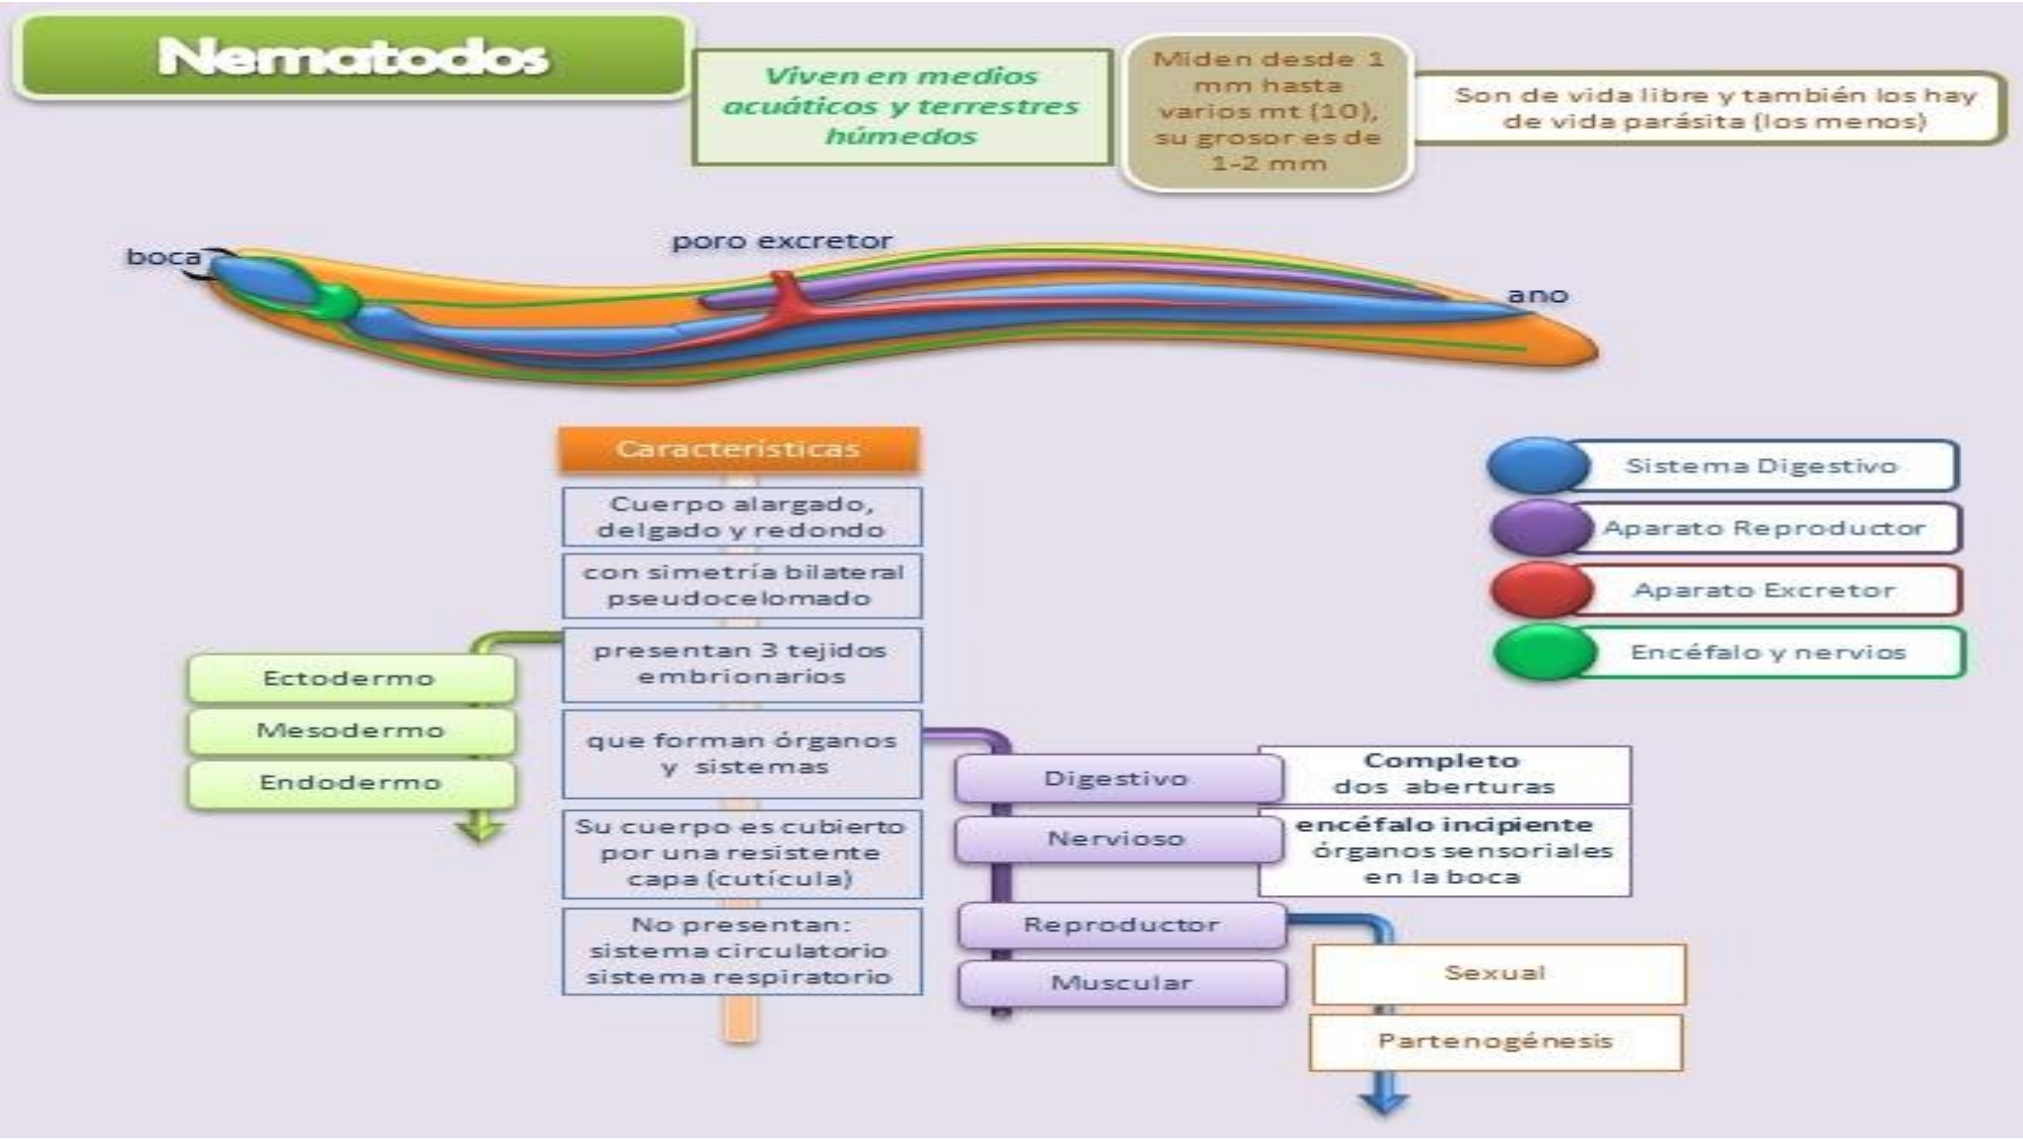 Nematodos
Viven en medios
acuáticos y terrestres
húmedos
Miden desde 1
mm hasta
varios mt (10),
su grosor es de
1-2 mm
Son de vida libre y también los hay
de vida parásita (los menos)
boca
poro excretor
ano
Características
Cuerpo alargado,
delgado y redondo
con simetría bilateral
pseudocelomado
presentan 3 tejidos
embrionarios
que forman órganos
y sistemas
Su cuerpo es cubierto
por una resistente
capa (cutícula)
No presentan:
sistema circulatorio
sistema respiratorio
Ectodermo
Mesodermo
Endodermo
Digestivo
Completo
dos aberturas
Nervioso
encéfalo incipiente
órganos sensoriales
en la boca
Reproductor
Muscular
Sexual
Partenogénesis
Sistema Digestivo
Aparato Reproductor
Aparato Excretor
Encéfalo y nervios